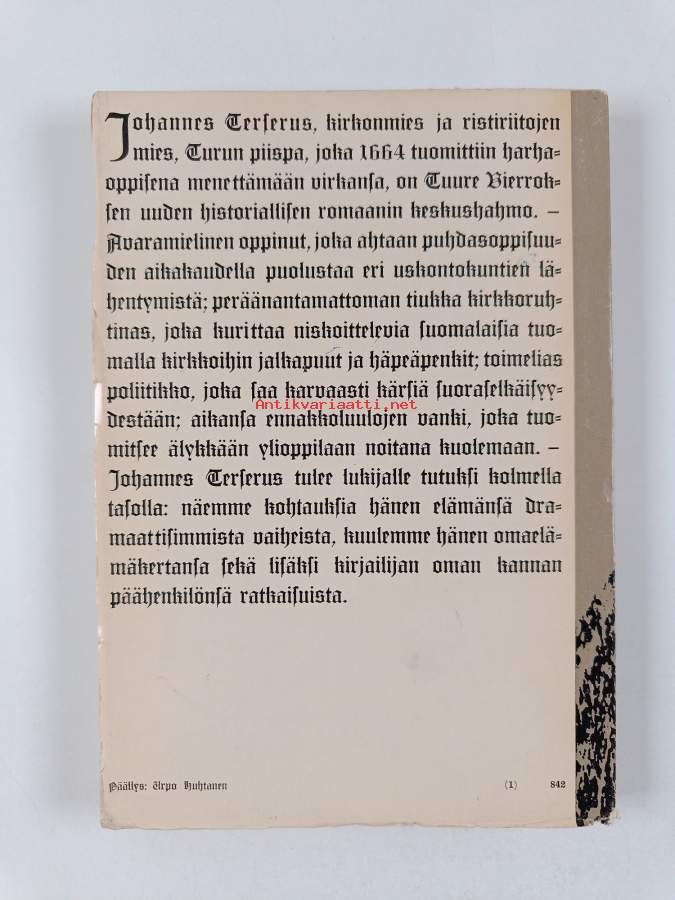 Johannes Terserus, kirkonmies ja ristiriitojen
mies, Turun piispa, joka 1664 tuomittiin harha=
oppisena menettämään virkansa, on Tuure Vierrok=
sen uuden historiallisen romaanin keskushahmo. –
Avaramielinen oppinut, joka ahtaan puhdasoppisuu=
den aikakaudella puolustaa eri uskontokuntien lä=
hentymistä; peräänantamattoman tiukka kirkkoruh=
tinas, joka kurittaa niskoittelevia suomalaisia tuo=
malla kirkkoihin jalkapuut ja häpeäpenkit; toimelias
poliitikko, joka saa karvaasti kärsiä suoraselkäisyy=
Antikvariaatti.net
destään; aikansa ennakkoluulojen vanki, joka tuo=
mitsee älykkään ylioppilaan noitana kuolemaan. –
Johannes Terserus tulee lukijalle tutuksi kolmella
tasolla: näemme kohtauksia hänen elämänsä dra=
maattisimmista vaiheista, kuulemme hänen omaelä=
mäkertansa sekä lisäksi kirjailijan oman kannan
päähenkilönsä ratkaisuista.
Päällys: Urpo Huhtanen (1) 842